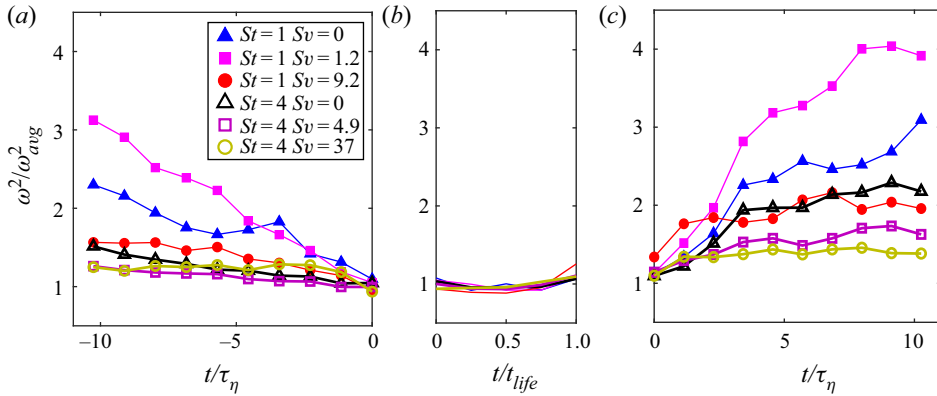 (a)
(b)
(c)
St = 1 Sv = 0
St = 1 Sv = 1.2
St = 1 Sv = 9.2
St = 4 Sv = 0
St = 4 Sv = 4.9
St = 4 Sv = 37
ω²/ω²avg
4
3
2
1
−10
−5
0
t/τη
4
3
2
1
0
0.5
1.0
t/tlife
4
3
2
1
0
5
10
t/τη